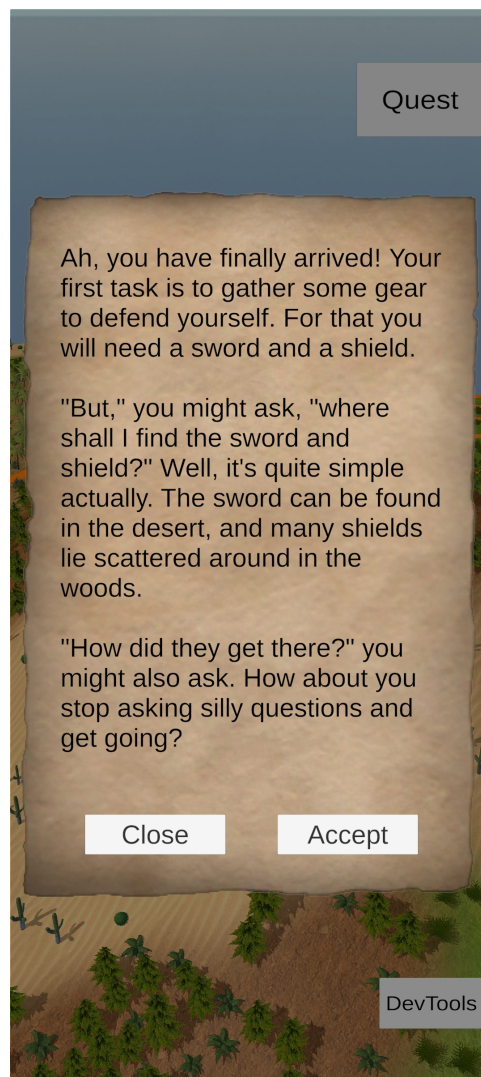 Quest
Ah, you have finally arrived! Your
first task is to gather some gear
to defend yourself. For that you
will need a sword and a shield.
"But," you might ask, "where
shall I find the sword and
shield?" Well, it's quite simple
actually. The sword can be found
in the desert, and many shields
lie scattered around in the
woods.
"How did they get there?" you
might also ask. How about you
stop asking silly questions and
get going?
Close
Accept
DevTools